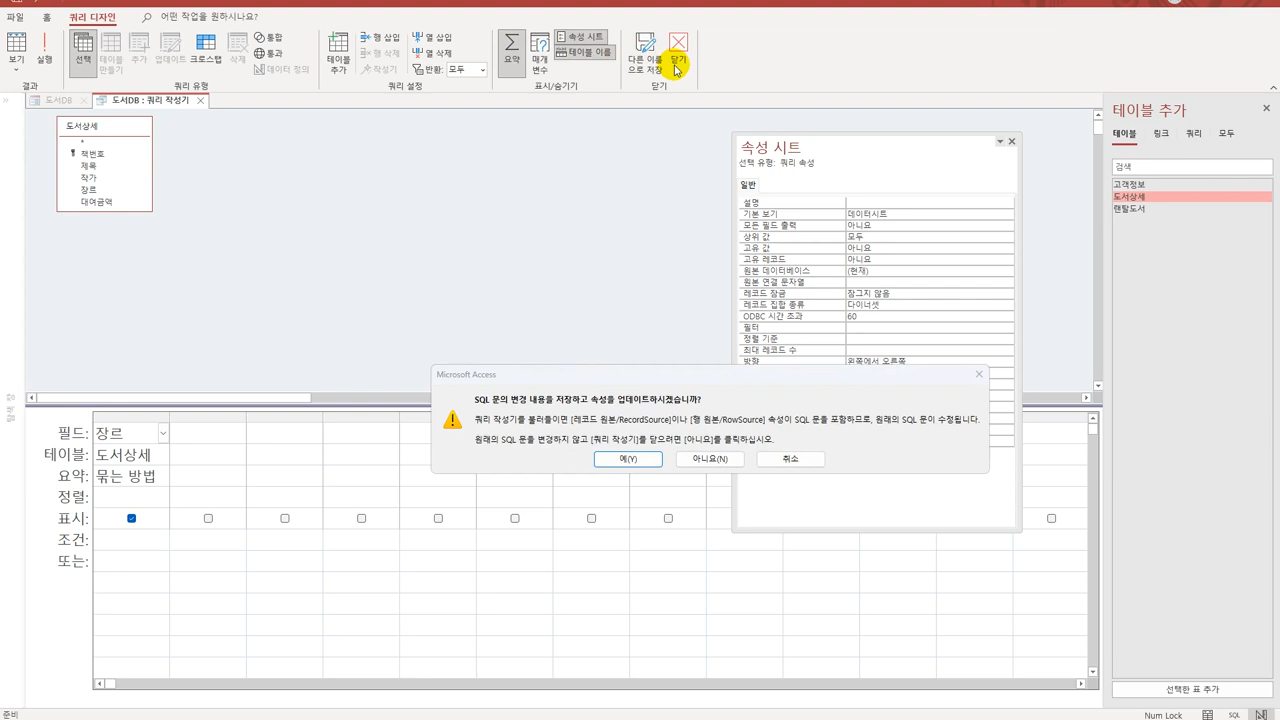 파일
홈
쿼리 디자인
어떤 작업을 원하시나요?
보기
실행
선택
테이블
만들기
추가
업데이트
크로스탭
삭제
통합
통과
데이터 정의
테이블
추가
행 삽입
행 삭제
작성기
열 삽입
열 삭제
반환: 모두
요약
매개
변수
속성 시트
테이블 이름
다른 이름
으로 저장
닫기
결과
쿼리 유형
쿼리 설정
표시/숨기기
닫기
도서DB
도서DB : 쿼리 작성기
도서상세
*
책번호
제목
작가
장르
대여금액
속성 시트
선택 유형: 쿼리 속성
일반
설명
기본 보기 데이터시트
모든 필드 출력 아니요
상위 값 모두
고유 값 아니요
고유 레코드 아니요
원본 데이터베이스 (현재)
원본 연결 문자열
레코드 잠금 잠그지 않음
레코드 집합 종류 다이너셋
ODBC 시간 초과 60
필터
정렬 기준
최대 레코드 수
방향 왼쪽에서 오른쪽
Microsoft Access
SQL 문의 변경 내용을 저장하고 속성을 업데이트하시겠습니까?
쿼리 작성기를 불러들이면 [레코드 원본/RecordSource]이나 [행 원본/RowSource] 속성이 SQL 문을 포함하므로, 원래의 SQL 문이 수정됩니다.
원래의 SQL 문을 변경하지 않고 [쿼리 작성기]를 닫으려면 [아니요]를 클릭하십시오.
예(Y)
아니요(N)
취소
필드: 장르
테이블: 도서상세
요약: 묶는 방법
정렬:
표시:
조건:
또는:
테이블 추가
테이블
링크
쿼리
모두
검색
고객정보
도서상세
랜탈도서
선택한 표 추가
준비
Num Lock
SQL